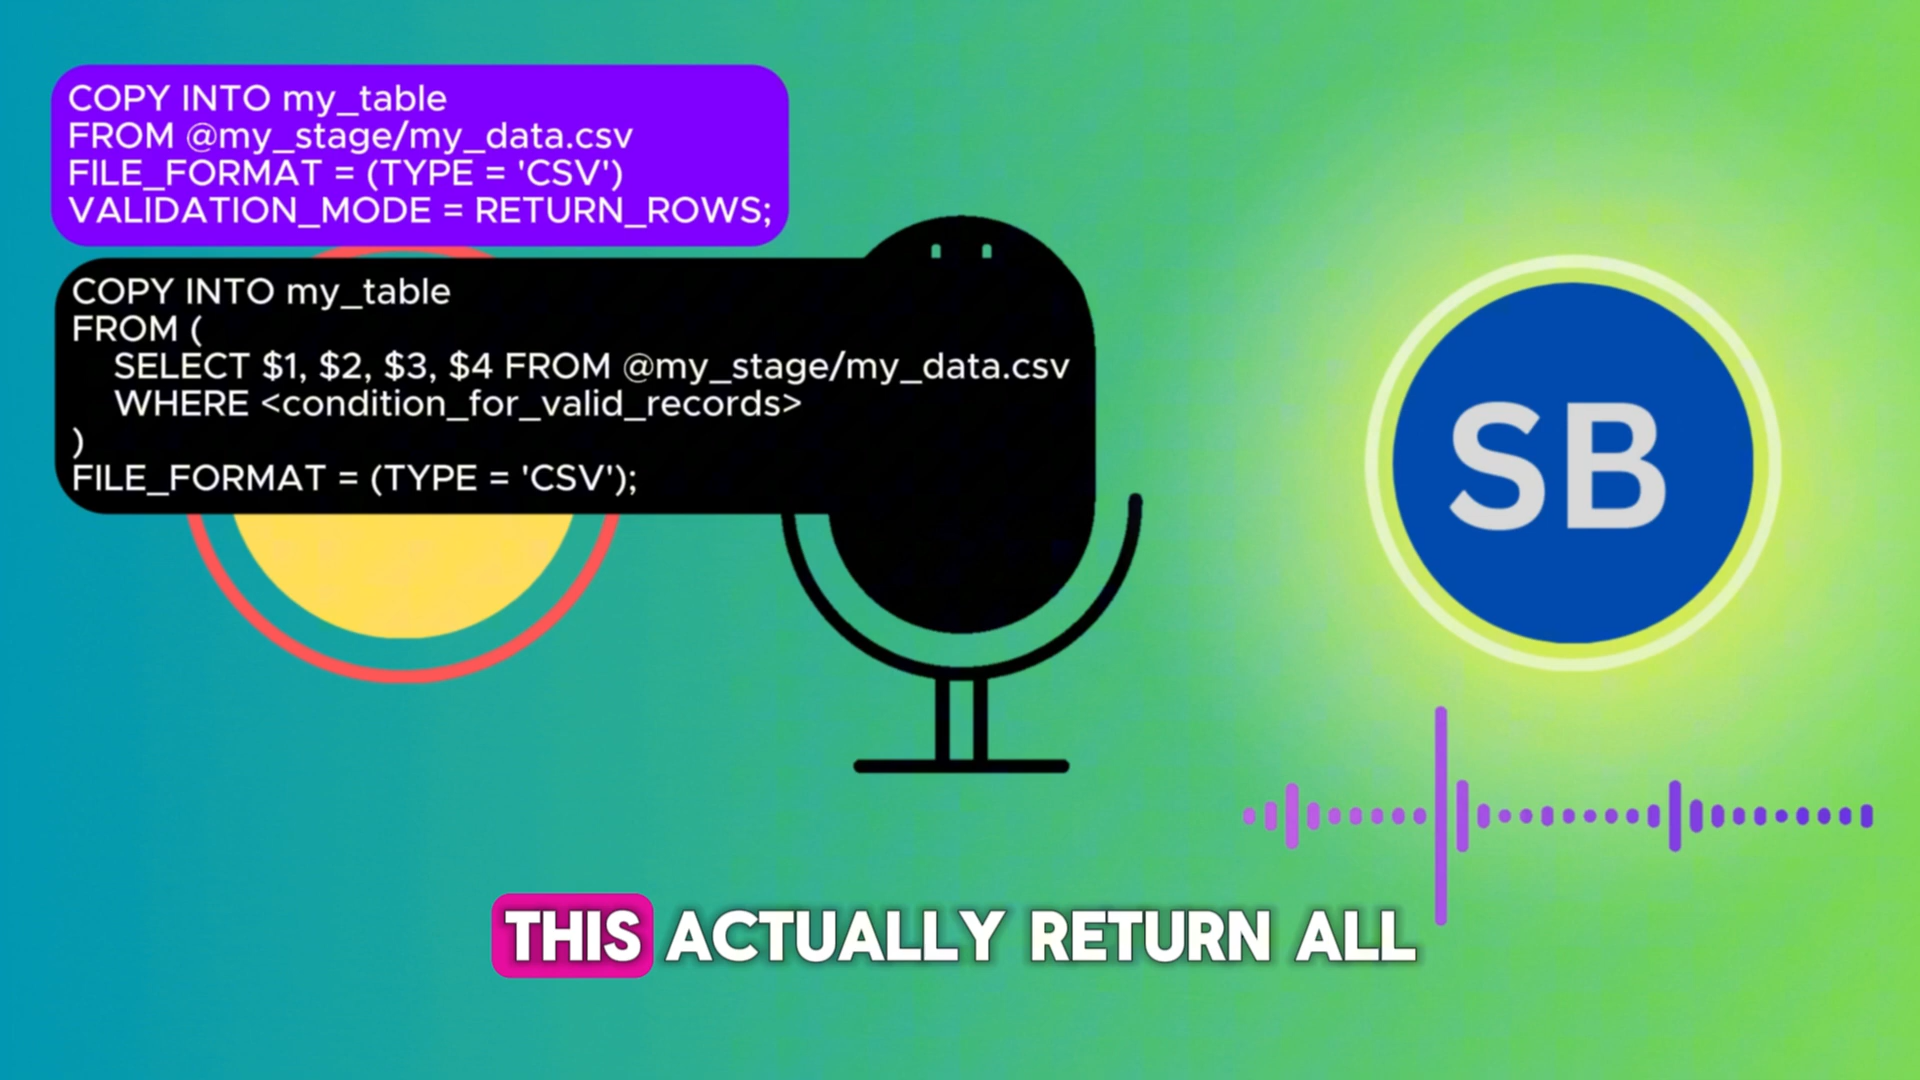 COPY INTO my_table
FROM @my_stage/my_data.csv
FILE_FORMAT = (TYPE = 'CSV')
VALIDATION_MODE = RETURN_ROWS;
COPY INTO my_table
FROM (
SELECT $1, $2, $3, $4 FROM @my_stage/my_data.csv
WHERE <condition_for_valid_records>
)
FILE_FORMAT = (TYPE = 'CSV');
SB
THIS ACTUALLY RETURN ALL